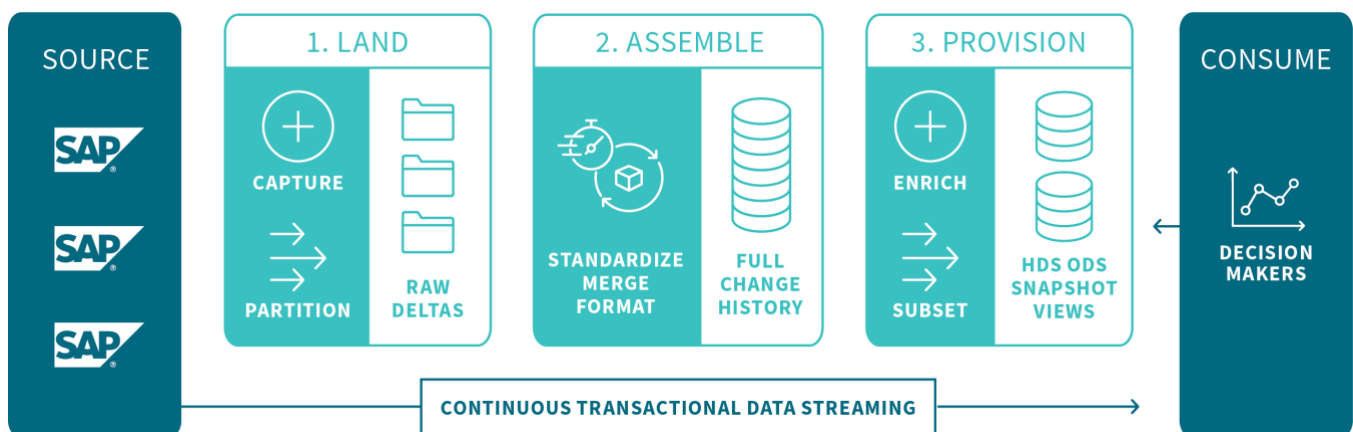 SOURCE
SAP®
SAP®
SAP®
1. LAND
CAPTURE
PARTITION
RAW
DELTAS
2. ASSEMBLE
STANDARDIZE
MERGE
FORMAT
FULL
CHANGE
HISTORY
3. PROVISION
ENRICH
SUBSET
HDS ODS
SNAPSHOT
VIEWS
CONSUME
DECISION
MAKERS
CONTINUOUS TRANSACTIONAL DATA STREAMING